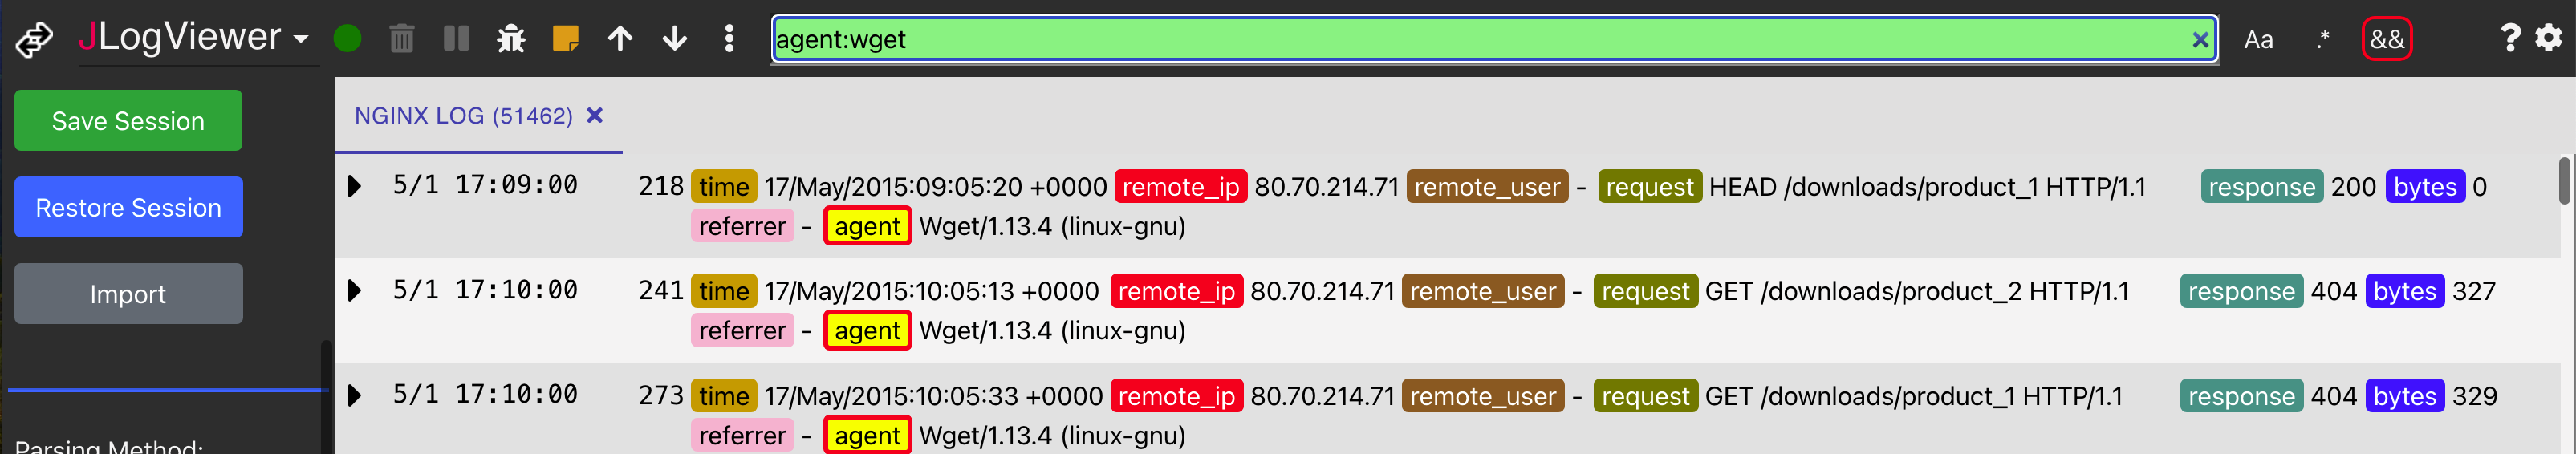 JLogViewer agent:wget × Aa .* && ?
Save Session
Restore Session
Import
Parsing Method:
NGINX LOG (51462) ×
5/1 17:09:00 218 time 17/May/2015:09:05:20 +0000 remote_ip 80.70.214.71 remote_user - request HEAD /downloads/product_1 HTTP/1.1 response 200 bytes 0
referrer - agent Wget/1.13.4 (linux-gnu)
5/1 17:10:00 241 time 17/May/2015:10:05:13 +0000 remote_ip 80.70.214.71 remote_user - request GET /downloads/product_2 HTTP/1.1 response 404 bytes 327
referrer - agent Wget/1.13.4 (linux-gnu)
5/1 17:10:00 273 time 17/May/2015:10:05:33 +0000 remote_ip 80.70.214.71 remote_user - request GET /downloads/product_1 HTTP/1.1 response 404 bytes 329
referrer - agent Wget/1.13.4 (linux-gnu)